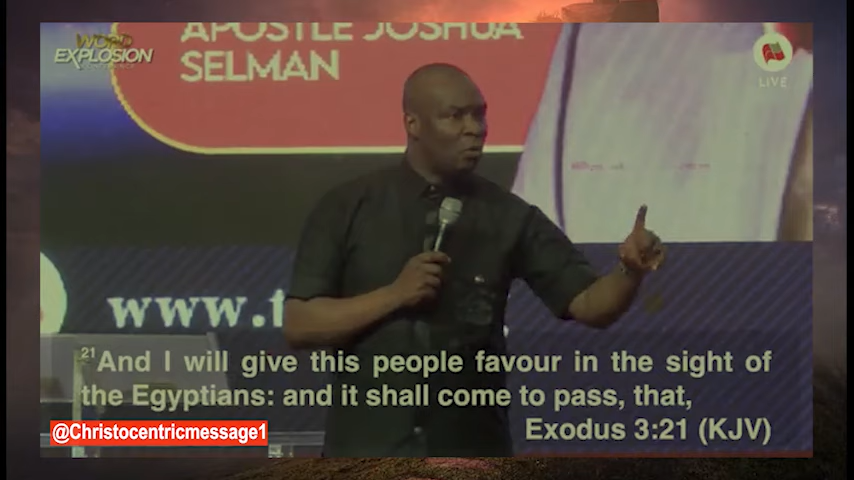 WORD
EXPLOSION
APOSTLE JOSHUA
SELMAN
LIVE
www.
21And I will give this people favour in the sight of
the Egyptians: and it shall come to pass, that,
Exodus 3:21 (KJV)
@Christocentricmessage1